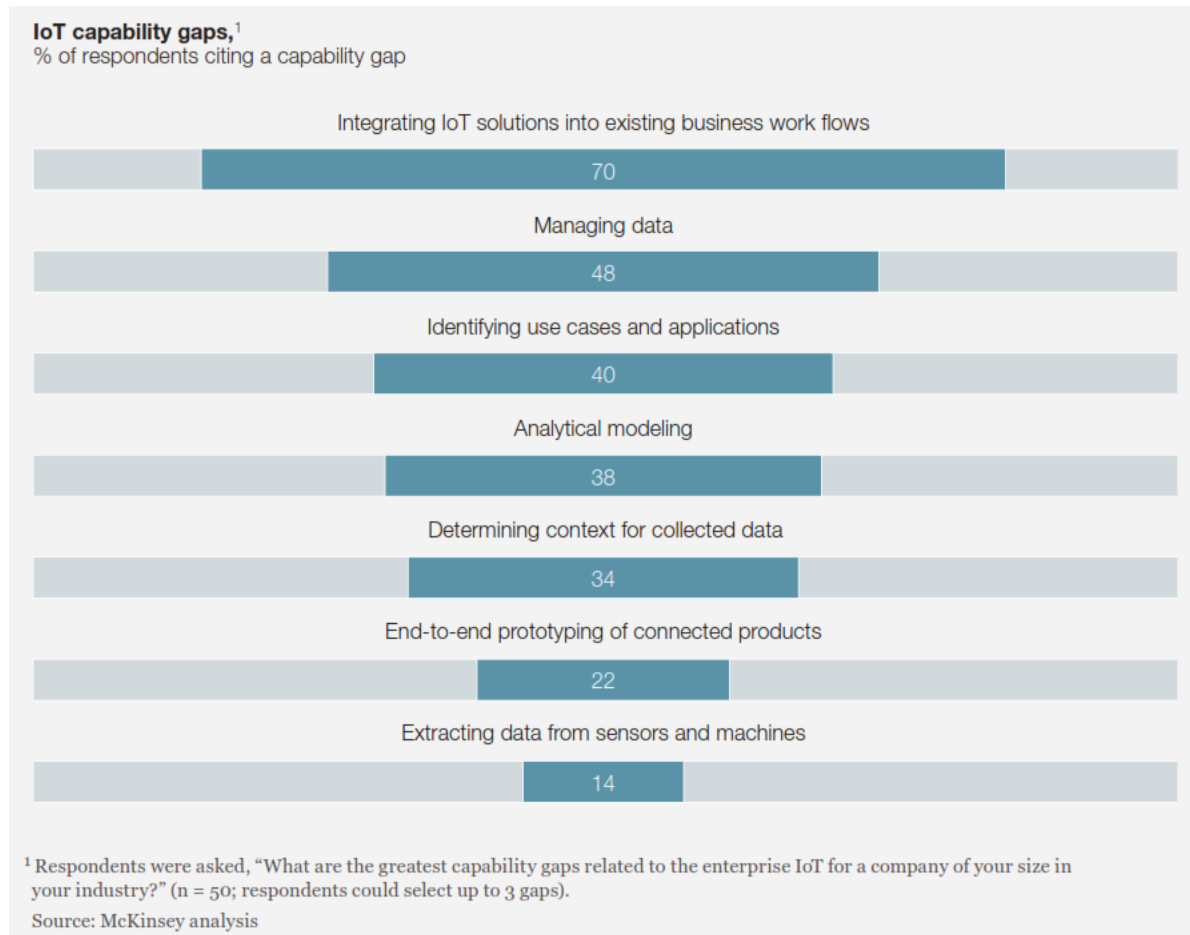 IoT capability gaps,1
% of respondents citing a capability gap
Integrating IoT solutions into existing business work flows
70
Managing data
48
Identifying use cases and applications
40
Analytical modeling
38
Determining context for collected data
34
End-to-end prototyping of connected products
22
Extracting data from sensors and machines
14
1 Respondents were asked, “What are the greatest capability gaps related to the enterprise IoT for a company of your size in
your industry?” (n = 50; respondents could select up to 3 gaps).
Source: McKinsey analysis